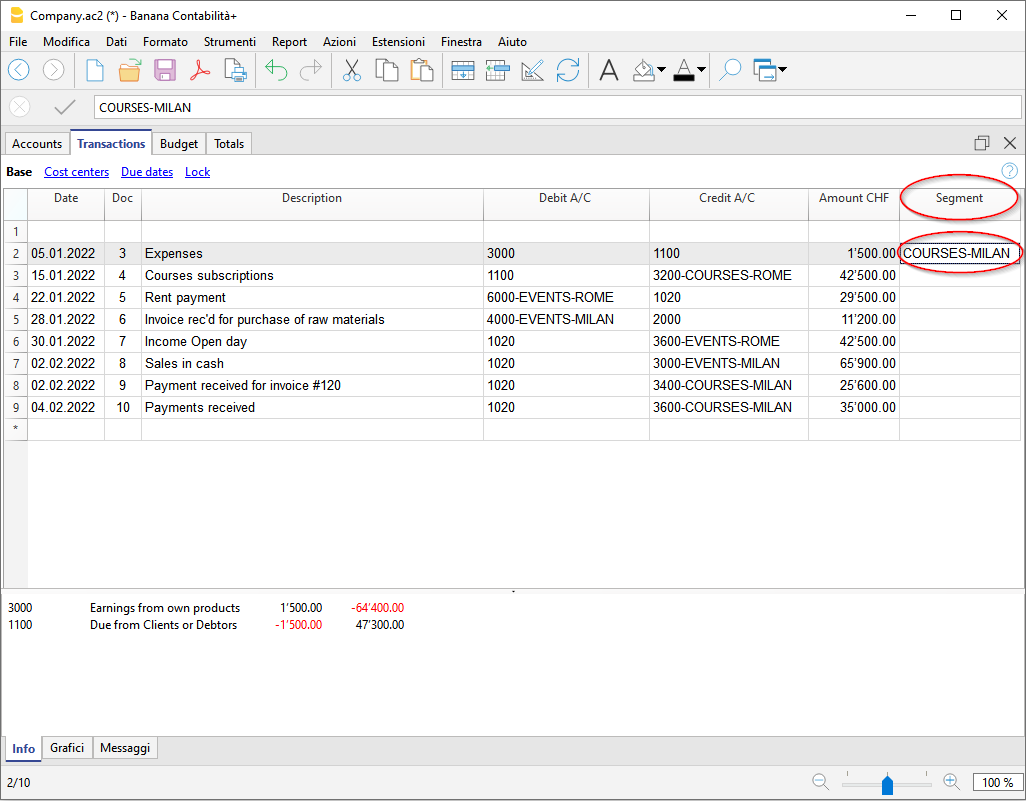 Company.ac2 (*) - Banana Contabilità+
File Modifica Dati Formato Strumenti Report Azioni Estensioni Finestra Aiuto
COURSES-MILAN
Accounts Transactions Budget Totals
Base Cost centers Due dates Lock
Date Doc Description Debit A/C Credit A/C Amount CHF Segment
1
2 05.01.2022 3 Expenses 3000 1100 1’500.00 COURSES-MILAN
3 15.01.2022 4 Courses subscriptions 1100 3200-COURSES-ROME 42’500.00
4 22.01.2022 5 Rent payment 6000-EVENTS-ROME 1020 29’500.00
5 28.01.2022 6 Invoice rec'd for purchase of raw materials 4000-EVENTS-MILAN 2000 11’200.00
6 30.01.2022 7 Income Open day 1020 3600-EVENTS-ROME 42’500.00
7 02.02.2022 8 Sales in cash 1020 3000-EVENTS-MILAN 65’900.00
8 02.02.2022 9 Payment received for invoice #120 1020 3400-COURSES-MILAN 25’600.00
9 04.02.2022 10 Payments received 1020 3600-COURSES-MILAN 35’000.00
*
3000 Earnings from own products 1’500.00 -64’400.00
1100 Due from Clients or Debtors -1’500.00 47’300.00
Info Grafici Messaggi
2/10 100 %